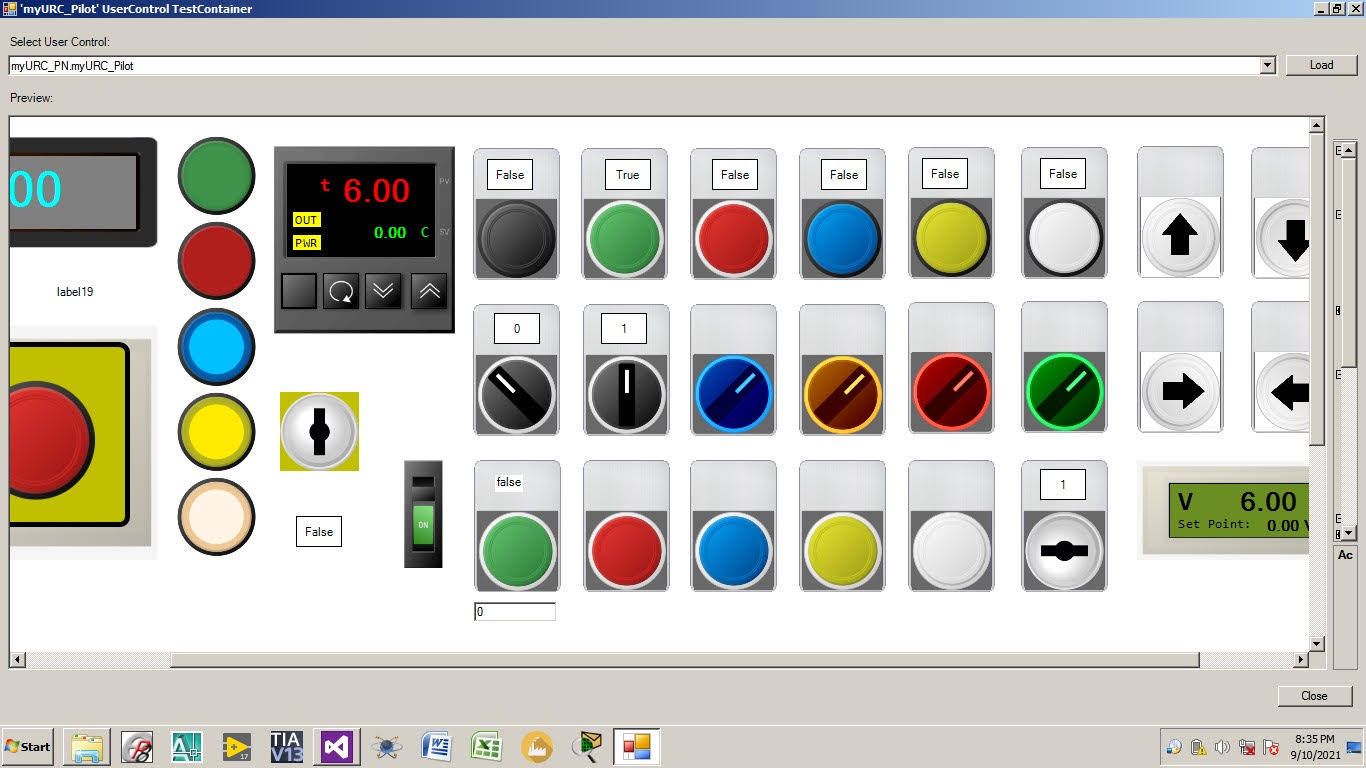 'myURC_Pilot' UserControl TestContainer
Select User Control:
myURC_PN.myURC_Pilot
Load
Preview:
00
label19
t 6.00
PV
OUT
0.00 C
SV
PWR
False
True
False
False
False
False
0
1
ON
False
false
1
V 6.00
Set Point: 0.00 V
0
Ac
Close
Start
17
TIA
V13
8:35 PM
9/10/2021